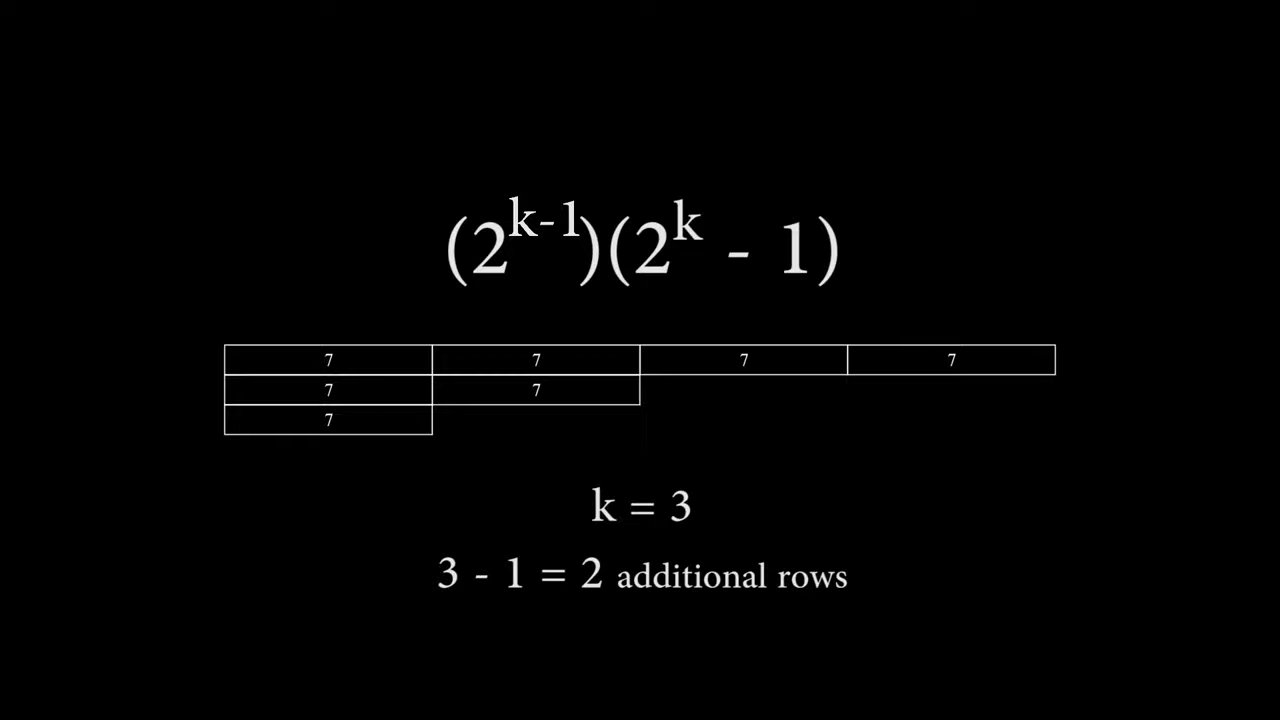 (2^{k-1})(2^k - 1)
7 7 7 7
7 7
7
k = 3
3 - 1 = 2 additional rows